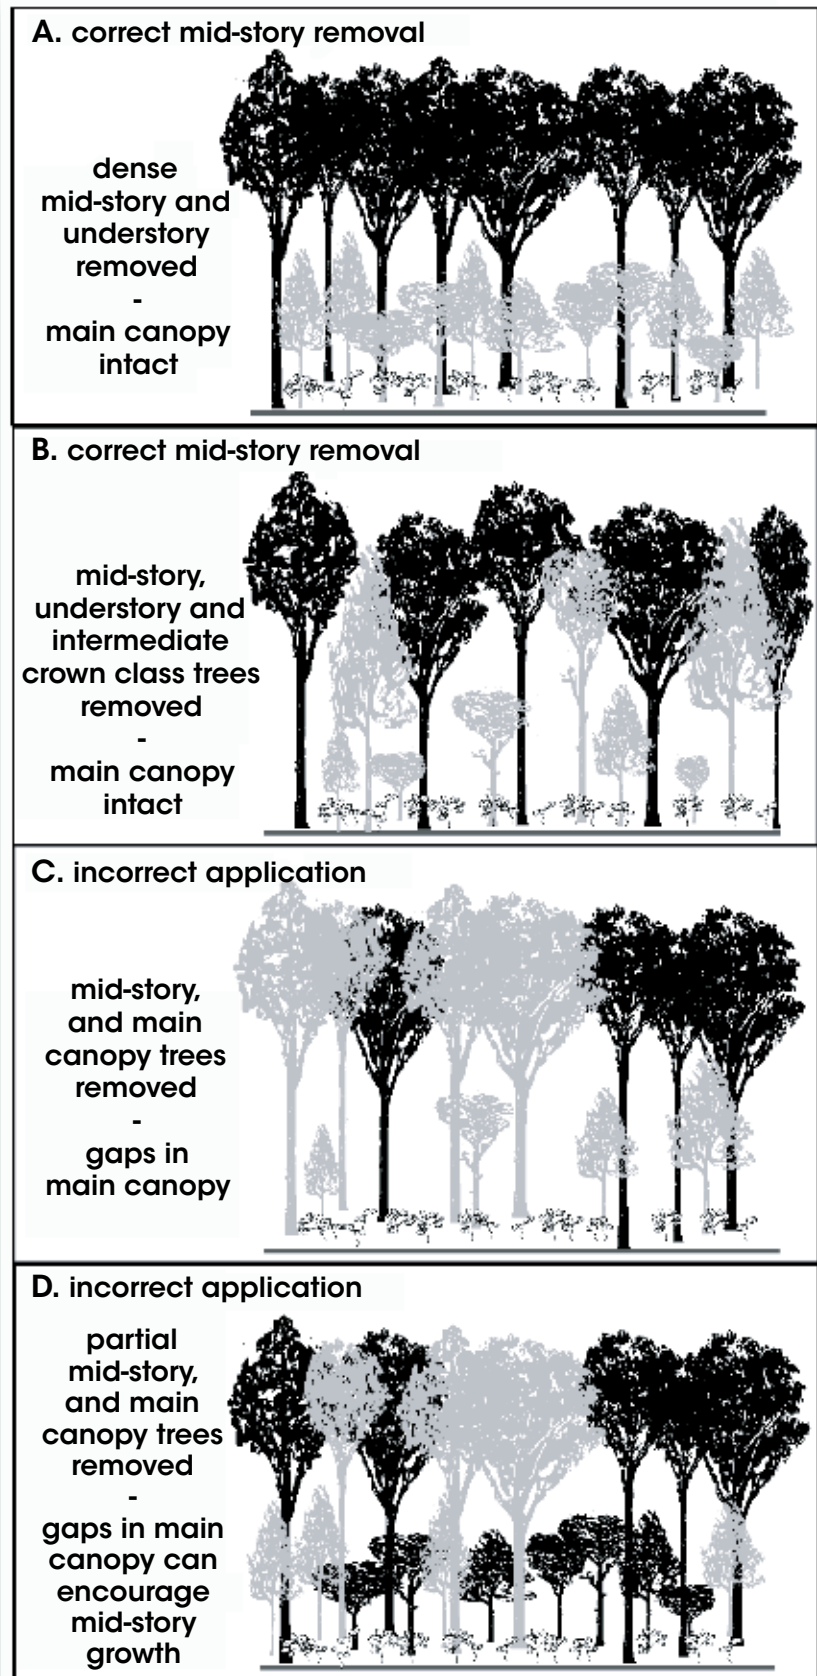 A. correct mid-story removal
dense
mid-story and
understory
removed
-
main canopy
intact
B. correct mid-story removal
mid-story,
understory and
intermediate
crown class trees
removed
-
main canopy
intact
C. incorrect application
mid-story,
and main
canopy trees
removed
-
gaps in
main canopy
D. incorrect application
partial
mid-story,
and main
canopy trees
removed
-
gaps in main
canopy can
encourage
mid-story
growth